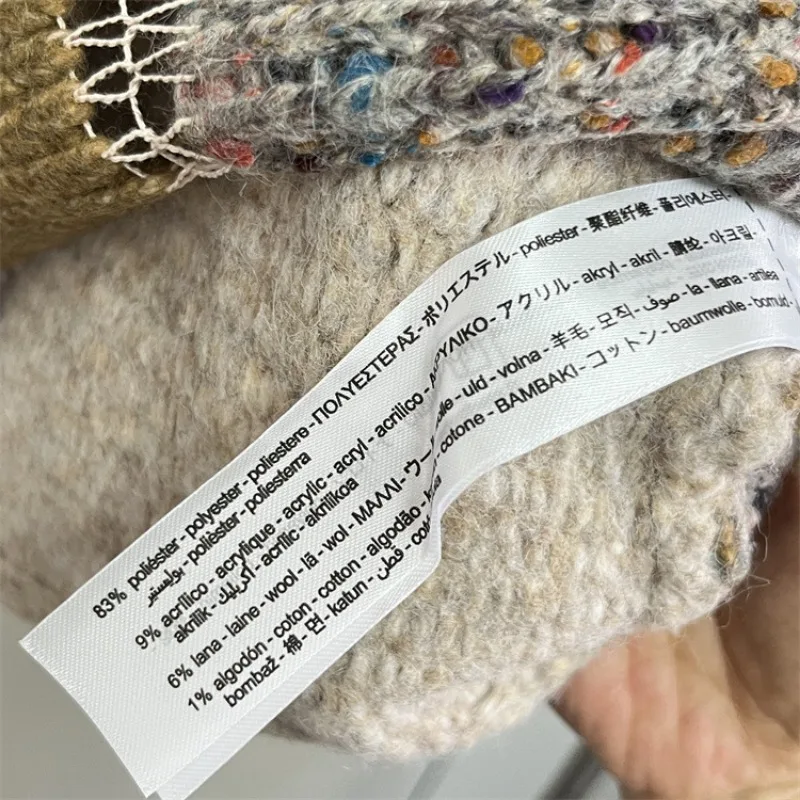 83% poliéster - polyester - poliestere - ΠΟΛΥΕΣΤΕΡΑΣ - ポリエステル - poliester - 聚酯纤维 - 폴리에스터
بوليستير - poliéster - poliesterra
9% acrílico - acrylique - acrylic - acryl - acrilico - ΑΚΡΥΛΙΚΟ - アクリル - akryl - akril - 腈纶 - 아크릴 -
akrilik - أكريليك - acrílic - akrilikoa
6% lana - laine - wool - lã - wol - ΜΑΛΛΙ - ウール - uld - volna - 羊毛 - 모직 - صوف - la - llana - artilea
1% algodón - coton - cotton - algodão - cotone - BAMBAKI - コットン - baumwolle - bomuld -
bombaž - 棉 - 면 - katun - قطن -